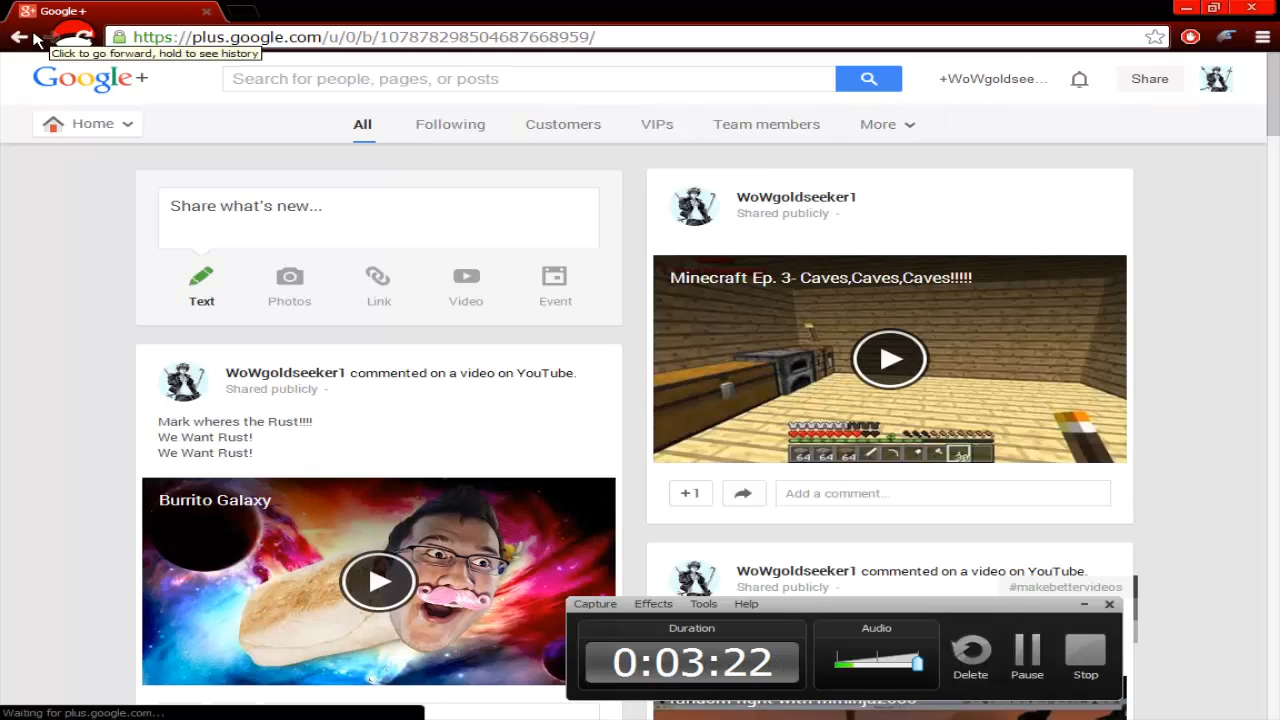 Google+
https://plus.google.com/u/0/b/107878298504687668959/
Click to go forward, hold to see history
Google+
Search for people, pages, or posts
+WoWgoldsee...
Share
Home
All
Following
Customers
VIPs
Team members
More
Share what's new...
Text
Photos
Link
Video
Event
WoWgoldseeker1
Shared publicly -
Minecraft Ep. 3- Caves,Caves,Caves!!!!!
64 64 64
+1
Add a comment...
WoWgoldseeker1 commented on a video on YouTube.
Shared publicly -
Mark wheres the Rust!!!!
We Want Rust!
We Want Rust!
Burrito Galaxy
WoWgoldseeker1 commented on a video on YouTube.
Shared publicly -
#makebettervideos
Capture
Effects
Tools
Help
Duration
0:03:22
Audio
Delete
Pause
Stop
Waiting for plus.google.com...